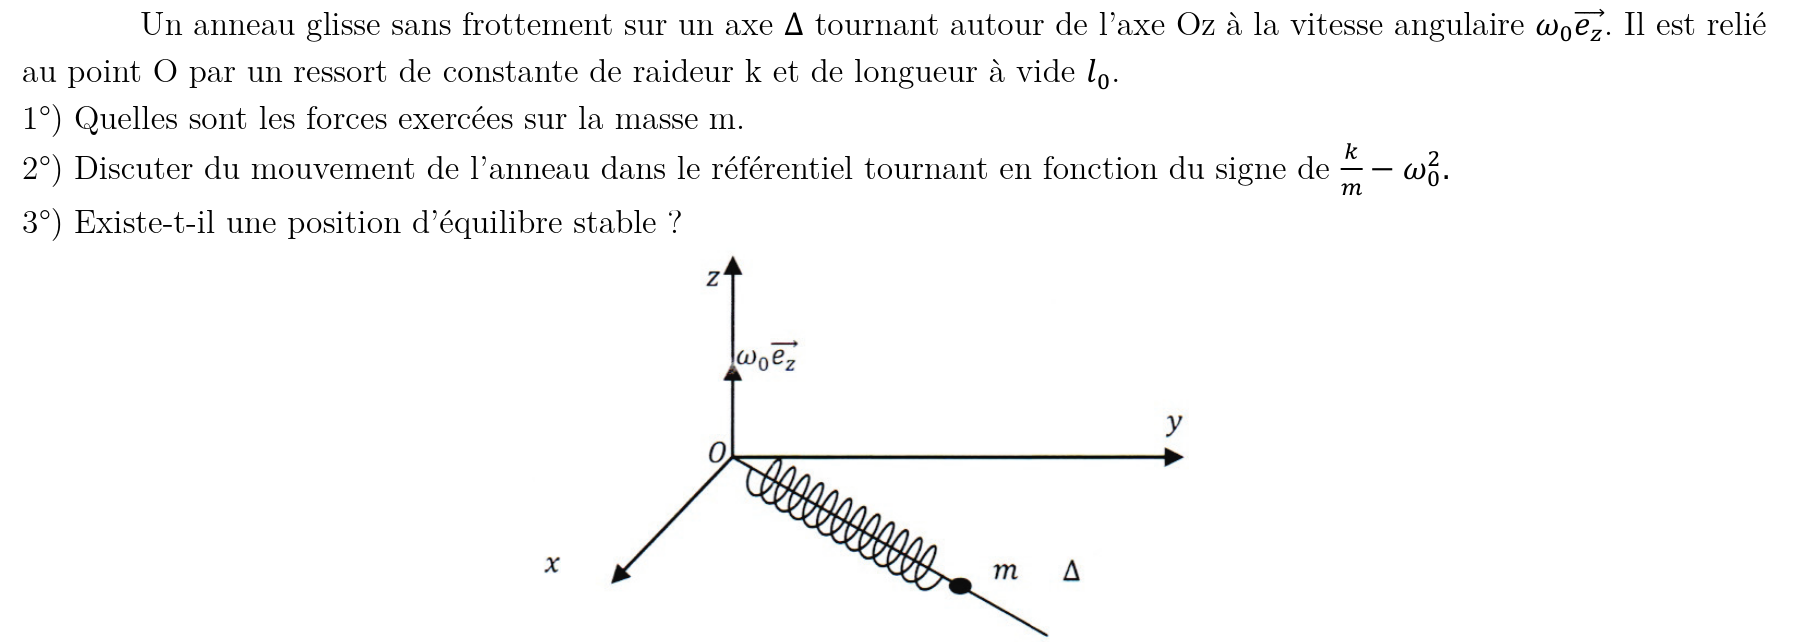 Un anneau glisse sans frottement sur un axe Δ tournant autour de l'axe Oz à la vitesse angulaire $\omega_0\overrightarrow{e_z}$. Il est relié
au point O par un ressort de constante de raideur k et de longueur à vide $l_0$.
1°) Quelles sont les forces exercées sur la masse m.
2°) Discuter du mouvement de l'anneau dans le référentiel tournant en fonction du signe de $\frac{k}{m} - \omega_0^2$.
3°) Existe-t-il une position d'équilibre stable ?
z
$\omega_0\overrightarrow{e_z}$
y
O
x
m Δ